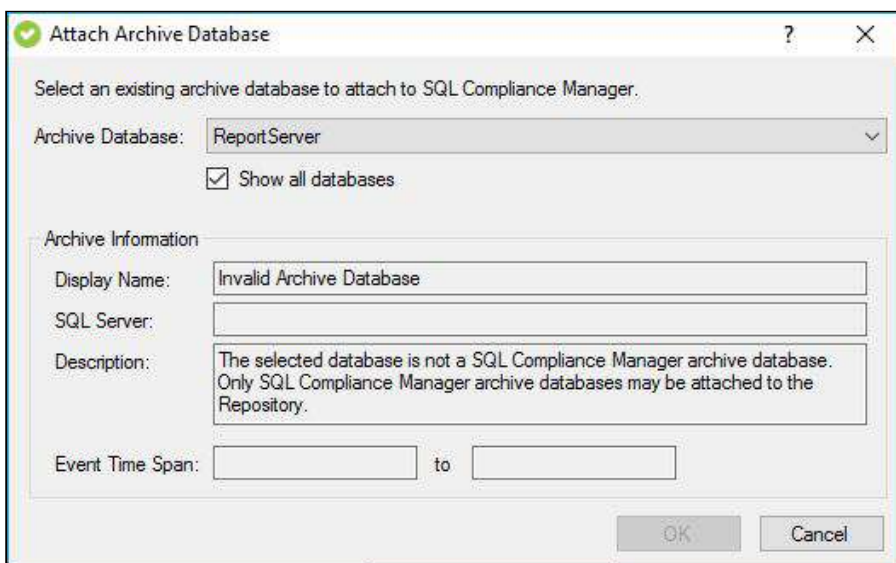 Attach Archive Database
?
Select an existing archive database to attach to SQL Compliance Manager.
Archive Database: ReportServer
Show all databases
Archive Information
Display Name: Invalid Archive Database
SQL Server:
Description: The selected database is not a SQL Compliance Manager archive database.
Only SQL Compliance Manager archive databases may be attached to the
Repository.
Event Time Span: to
OK Cancel